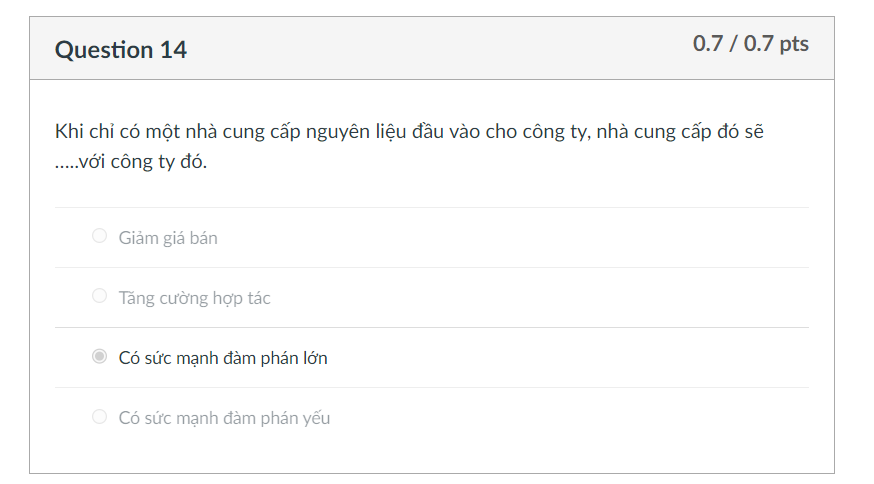 Question 14
0.7 / 0.7 pts
Khi chỉ có một nhà cung cấp nguyên liệu đầu vào cho công ty, nhà cung cấp đó sẽ
.....với công ty đó.
Giảm giá bán
Tăng cường hợp tác
Có sức mạnh đàm phán lớn
Có sức mạnh đàm phán yếu